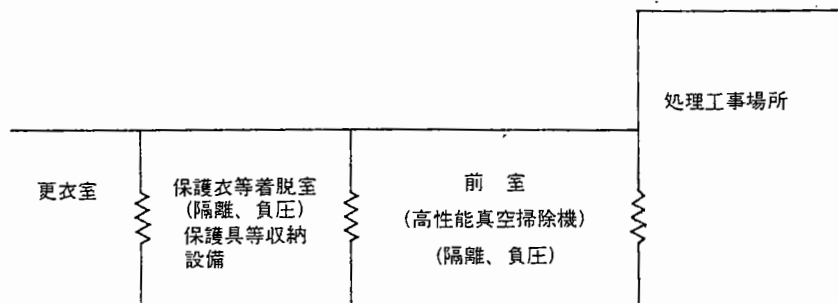 処理工事場所
更衣室
保護衣等着脱室
(隔離、負圧)
保護具等収納
設備
前室
(高性能真空掃除機)
(隔離、負圧)